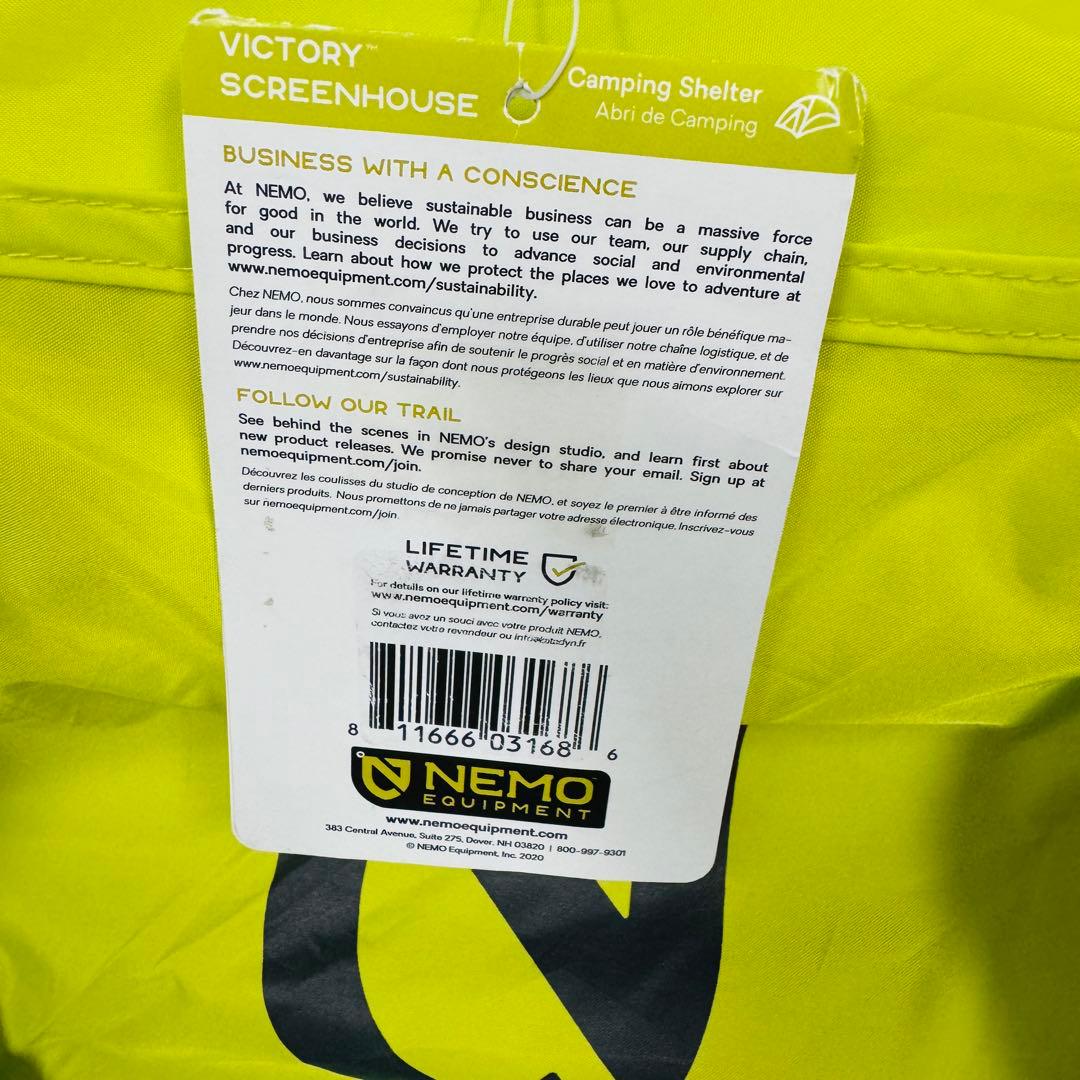 VICTORY™
SCREENHOUSE
Camping Shelter
Abri de Camping
BUSINESS WITH A CONSCIENCE
At NEMO, we believe sustainable business can be a massive force
for good in the world. We try to use our team, our supply chain,
and our business decisions to advance social and environmental
progress. Learn about how we protect the places we love to adventure at
www.nemoequipment.com/sustainability.
Chez NEMO, nous sommes convaincus qu'une entreprise durable peut jouer un rôle bénéfique ma-
jeur dans le monde. Nous essayons d'employer notre équipe, d'utiliser notre chaîne logistique, et de
prendre nos décisions d'entreprise afin de soutenir le progrès social et en matière d'environnement.
Découvrez-en davantage sur la façon dont nous protégeons les lieux que nous aimons explorer sur
www.nemoequipment.com/sustainability.
FOLLOW OUR TRAIL
See behind the scenes in NEMO's design studio, and learn first about
new product releases. We promise never to share your email. Sign up at
nemoequipment.com/join.
Découvrez les coulisses du studio de conception de NEMO, et soyez le premier à être informé des
derniers produits. Nous promettons de ne jamais partager votre adresse électronique. Inscrivez-vous
sur nemoequipment.com/join.
LIFETIME
WARRANTY
For details on our lifetime warranty policy visit:
www.nemoequipment.com/warranty
Si vous avez un souci avec votre produit NEMO,
contactez votre revendeur ou info@katadyn.fr
8 11666 03168 6
NEMO™
EQUIPMENT
www.nemoequipment.com
383 Central Avenue, Suite 275, Dover, NH 03820 | 800-997-9301
© NEMO Equipment, Inc. 2020